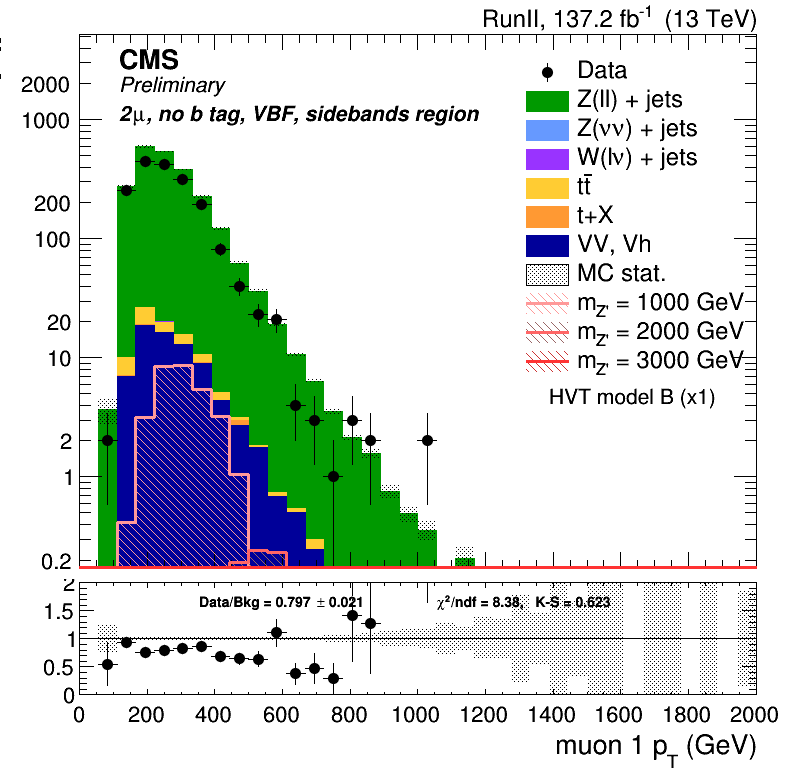 RunII, 137.2 fb⁻¹ (13 TeV)
CMS
Preliminary
2μ, no b tag, VBF, sidebands region
Data
Z(ll) + jets
Z(νν) + jets
W(lν) + jets
tt̄
t+X
VV, Vh
MC stat.
m_Z' = 1000 GeV
m_Z' = 2000 GeV
m_Z' = 3000 GeV
HVT model B (x1)
2000
1000
200
100
20
10
2
1
0.2
Data/Bkg = 0.797 ± 0.021
χ²/ndf = 8.38, K-S = 0.623
2
1.5
1
0.5
0
0 200 400 600 800 1000 1200 1400 1600 1800 2000
muon 1 p_T (GeV)